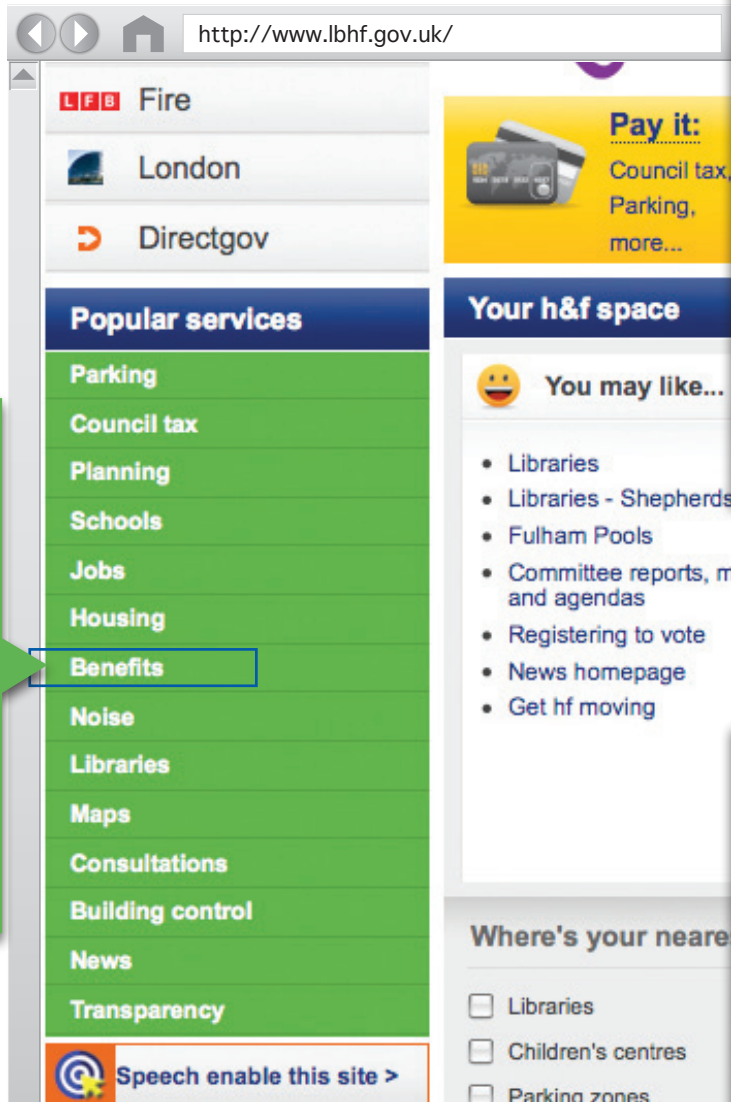 http://www.lbhf.gov.uk/
LFB Fire
London
Directgov
Popular services
Parking
Council tax
Planning
Schools
Jobs
Housing
Benefits
Noise
Libraries
Maps
Consultations
Building control
News
Transparency
Speech enable this site >
Pay it:
Council tax,
Parking,
more...
Your h&f space
You may like...
• Libraries
• Libraries - Shepherds
• Fulham Pools
• Committee reports, m
and agendas
• Registering to vote
• News homepage
• Get hf moving
Where's your neare
Libraries
Children's centres
Parking zones